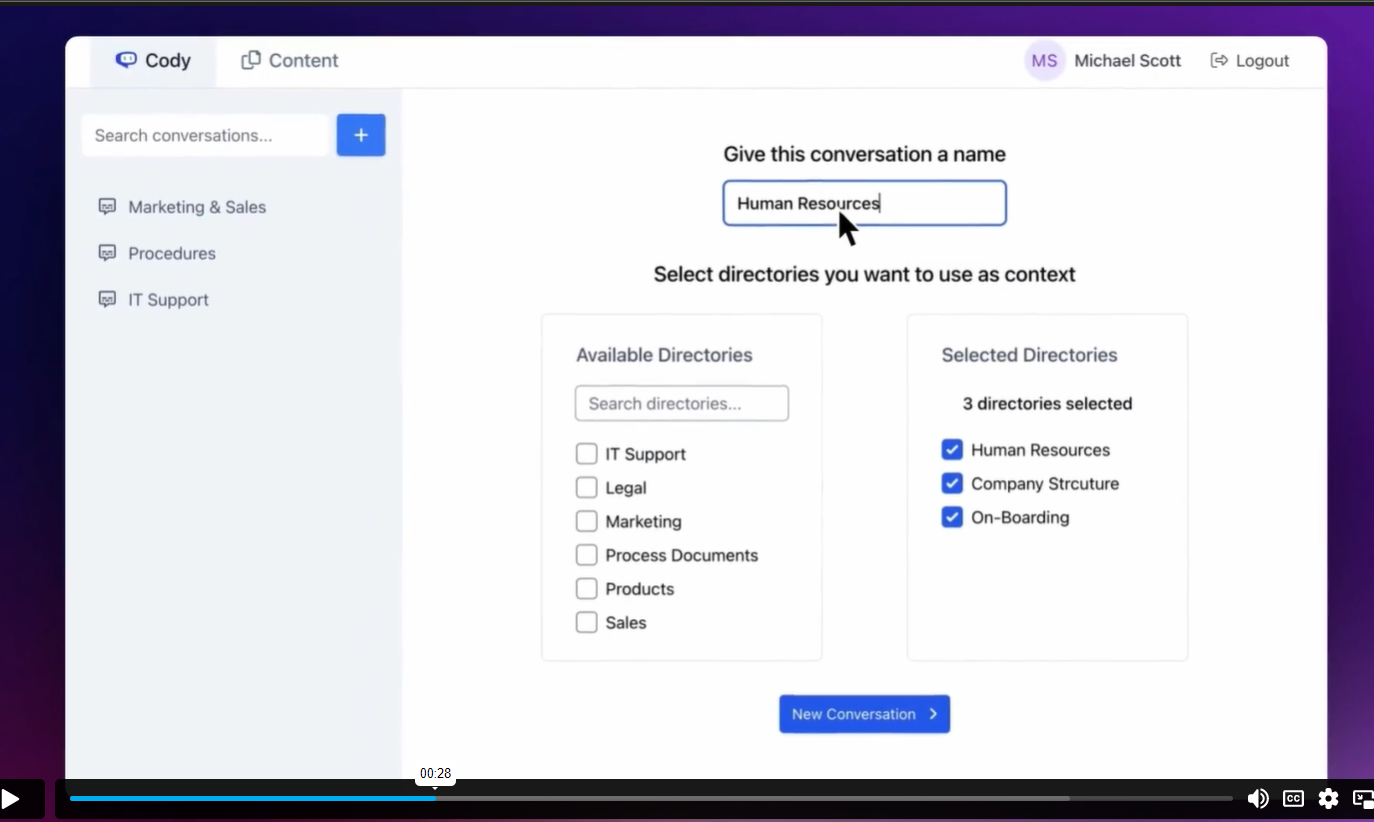 Cody
Content
MS
Michael Scott
Logout
Search conversations...
+
Marketing & Sales
Procedures
IT Support
Give this conversation a name
Human Resources
Select directories you want to use as context
Available Directories
Search directories...
IT Support
Legal
Marketing
Process Documents
Products
Sales
Selected Directories
3 directories selected
Human Resources
Company Strcuture
On-Boarding
New Conversation
00:28
CC